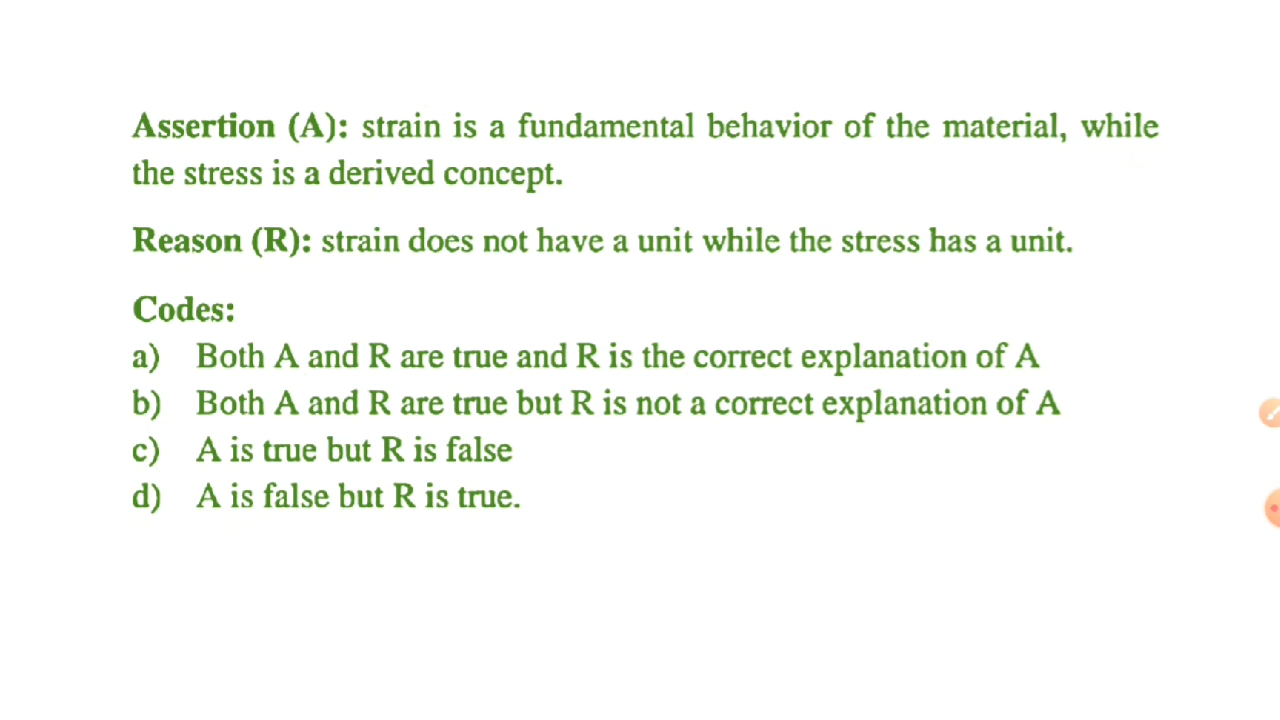 Assertion (A): strain is a fundamental behavior of the material, while
the stress is a derived concept.
Reason (R): strain does not have a unit while the stress has a unit.
Codes:
a) Both A and R are true and R is the correct explanation of A
b) Both A and R are true but R is not a correct explanation of A
c) A is true but R is false
d) A is false but R is true.